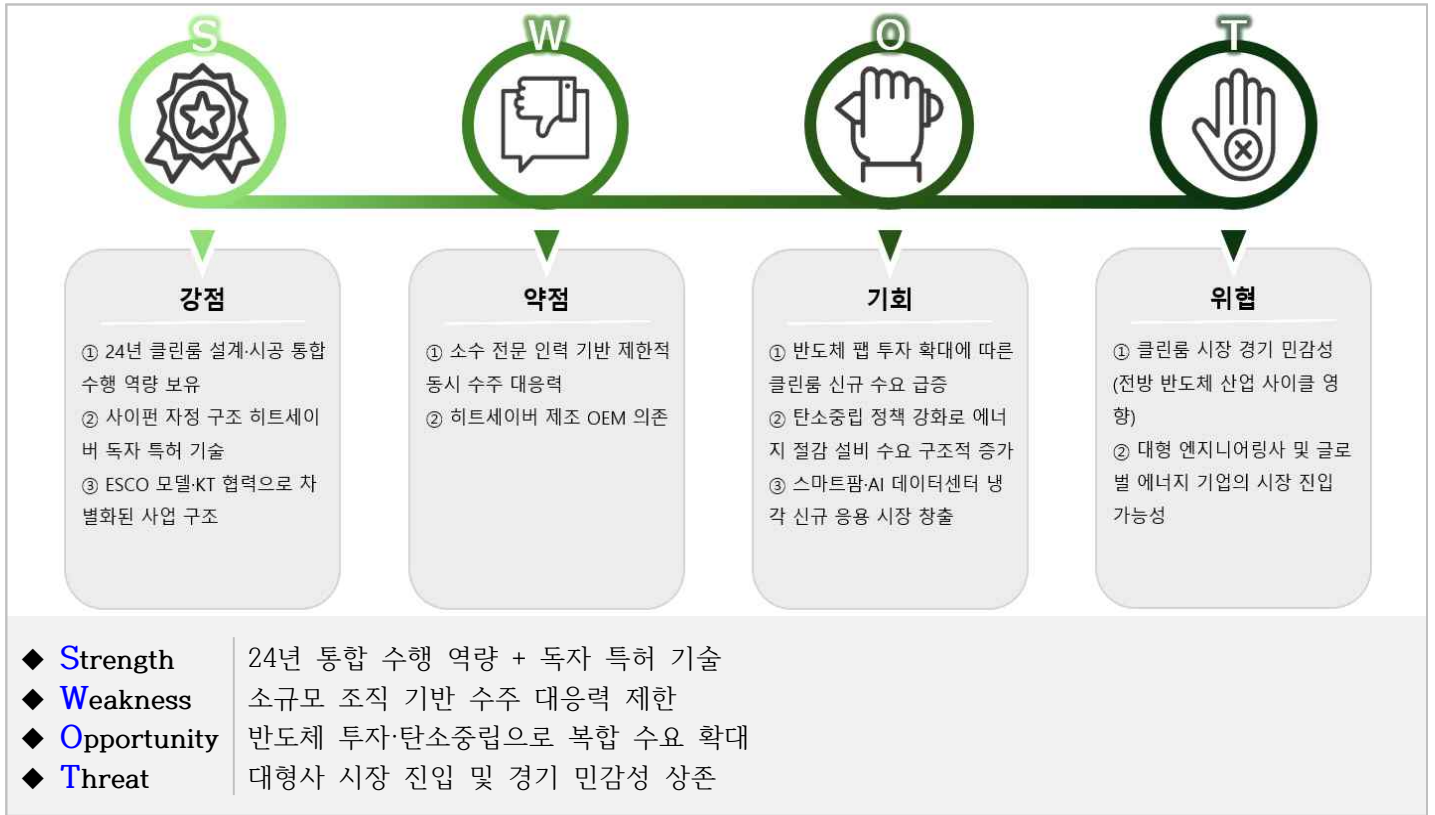 S
W
O
T
강점
① 24년 클린룸 설계·시공 통합
수행 역량 보유
② 사이펀 자정 구조 히트세이
버 독자 특허 기술
③ ESCO 모델·KT 협력으로 차
별화된 사업 구조
약점
① 소수 전문 인력 기반 제한적
동시 수주 대응력
② 히트세이버 제조 OEM 의존
기회
① 반도체 팹 투자 확대에 따른
클린룸 신규 수요 급증
② 탄소중립 정책 강화로 에너
지 절감 설비 수요 구조적 증가
③ 스마트팜·AI 데이터센터 냉
각 신규 응용 시장 창출
위협
① 클린룸 시장 경기 민감성
(전방 반도체 산업 사이클 영
향)
② 대형 엔지니어링사 및 글로
벌 에너지 기업의 시장 진입
가능성
◆ Strength 24년 통합 수행 역량 + 독자 특허 기술
◆ Weakness 소규모 조직 기반 수주 대응력 제한
◆ Opportunity 반도체 투자·탄소중립으로 복합 수요 확대
◆ Threat 대형사 시장 진입 및 경기 민감성 상존